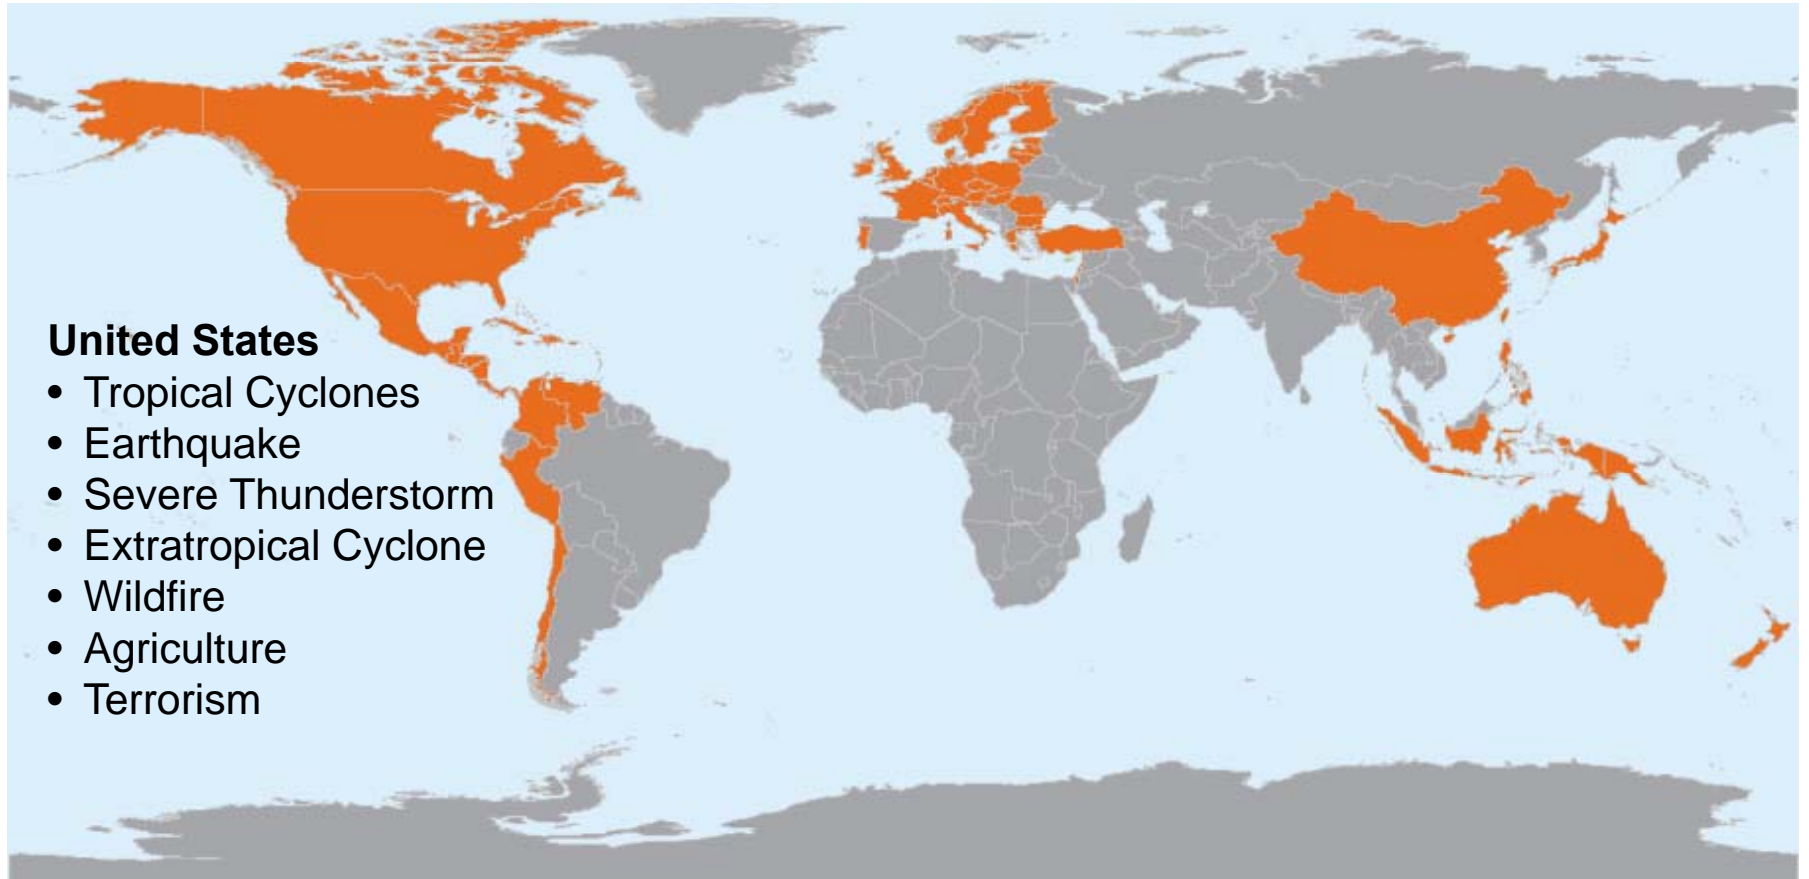 United States
• Tropical Cyclones
• Earthquake
• Severe Thunderstorm
• Extratropical Cyclone
• Wildfire
• Agriculture
• Terrorism